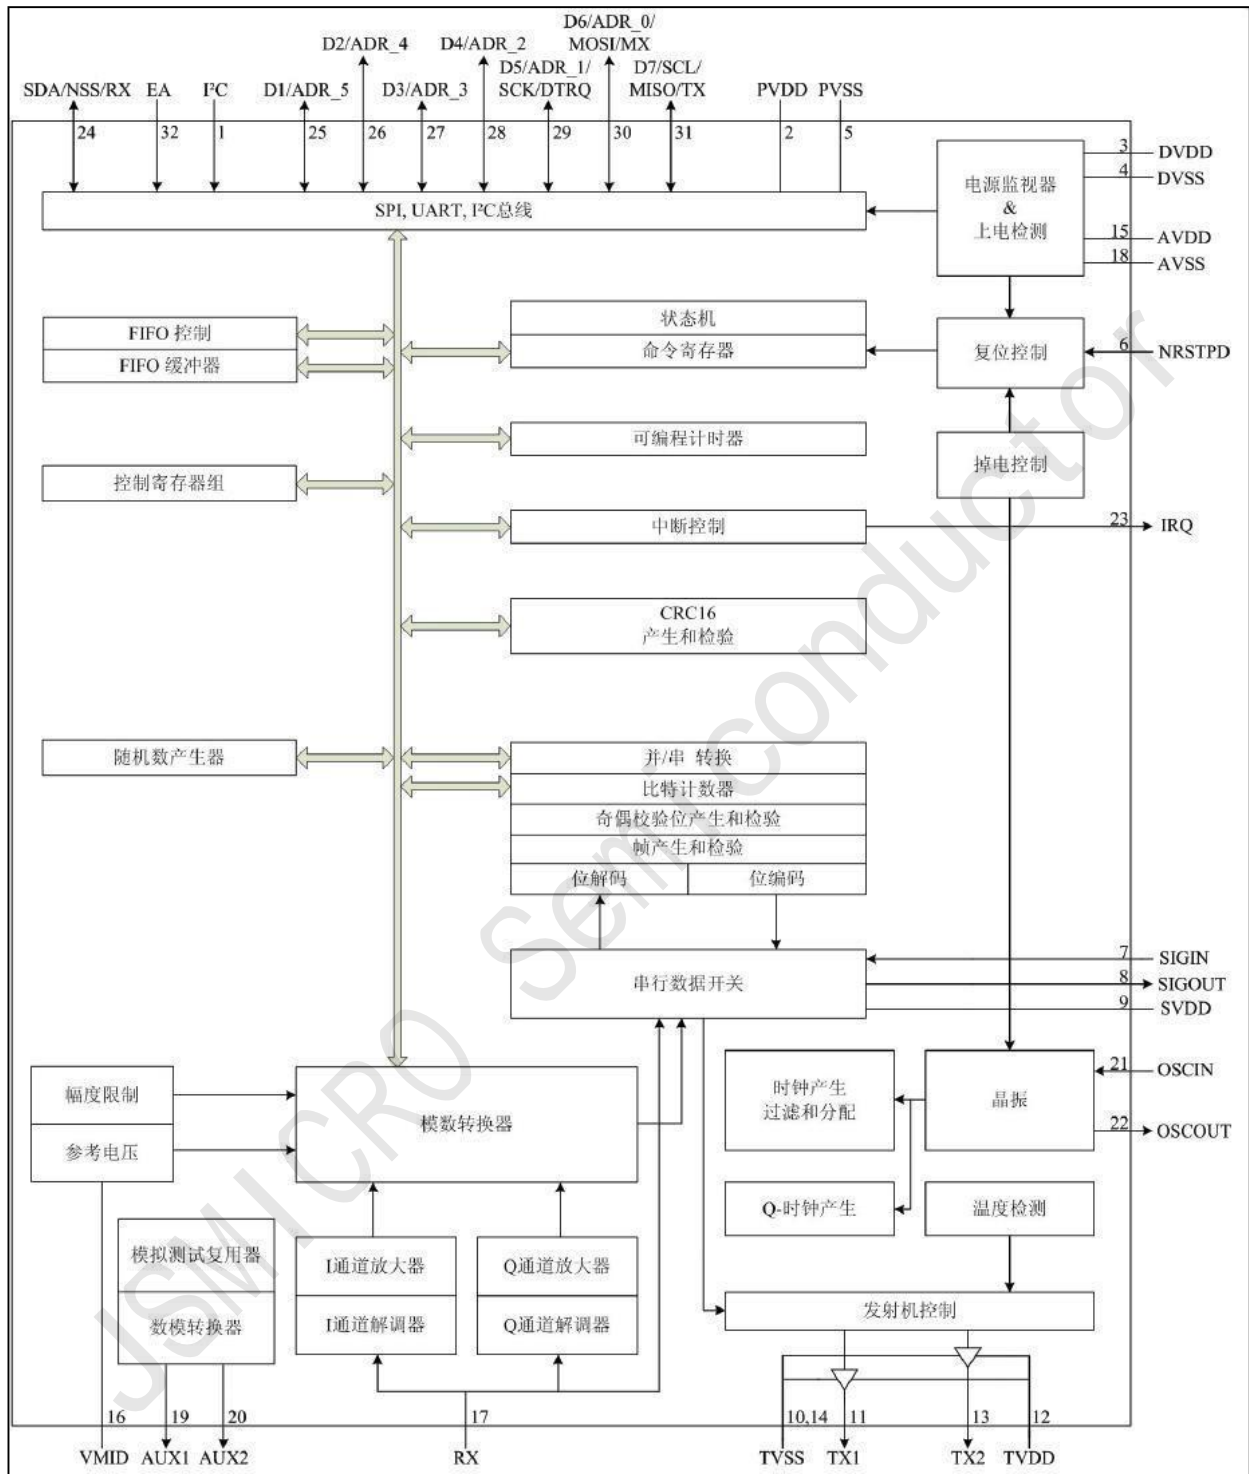 D6/ADR_0/
MOSI/MX
D2/ADR_4
D4/ADR_2
D5/ADR_1/
SCK/DTRQ
D7/SCL/
MISO/TX
SDA/NSS/RX
EA
I²C
D1/ADR_5
D3/ADR_3
PVDD
PVSS
24
32
1
25
26
27
28
29
30
31
2
5
SPI, UART, I²C总线
电源监视器
&
上电检测
3
DVDD
4
DVSS
15
AVDD
18
AVSS
FIFO 控制
FIFO 缓冲器
状态机
命令寄存器
复位控制
6
NRSTPD
可编程计时器
掉电控制
控制寄存器组
中断控制
23
IRQ
CRC16
产生和检验
随机数产生器
并/串 转换
比特计数器
奇偶校验位产生和检验
帧产生和检验
位解码
位编码
串行数据开关
7
SIGIN
8
SIGOUT
9
SVDD
幅度限制
参考电压
模数转换器
时钟产生
过滤和分配
晶振
21
OSCIN
22
OSCOUT
Q-时钟产生
温度检测
模拟测试复用器
数模转换器
I通道放大器
I通道解调器
Q通道放大器
Q通道解调器
发射机控制
16
19
20
17
10,14
11
13
12
VMID
AUX1
AUX2
RX
TVSS
TX1
TX2
TVDD
JSMICRO Semiconductor